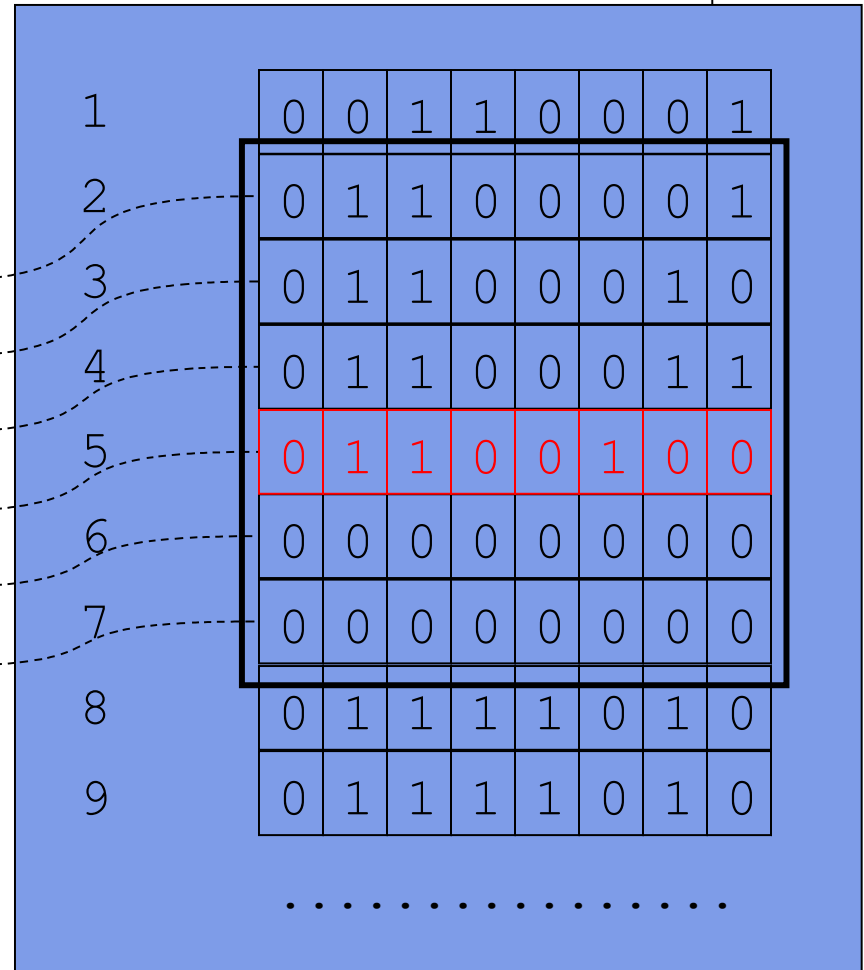 1 0 0 1 1 0 0 0 1
2 0 1 1 0 0 0 0 1
3 0 1 1 0 0 0 1 0
4 0 1 1 0 0 0 1 1
5 0 1 1 0 0 1 0 0
6 0 0 0 0 0 0 0 0
7 0 0 0 0 0 0 0 0
8 0 1 1 1 1 0 1 0
9 0 1 1 1 1 0 1 0
................